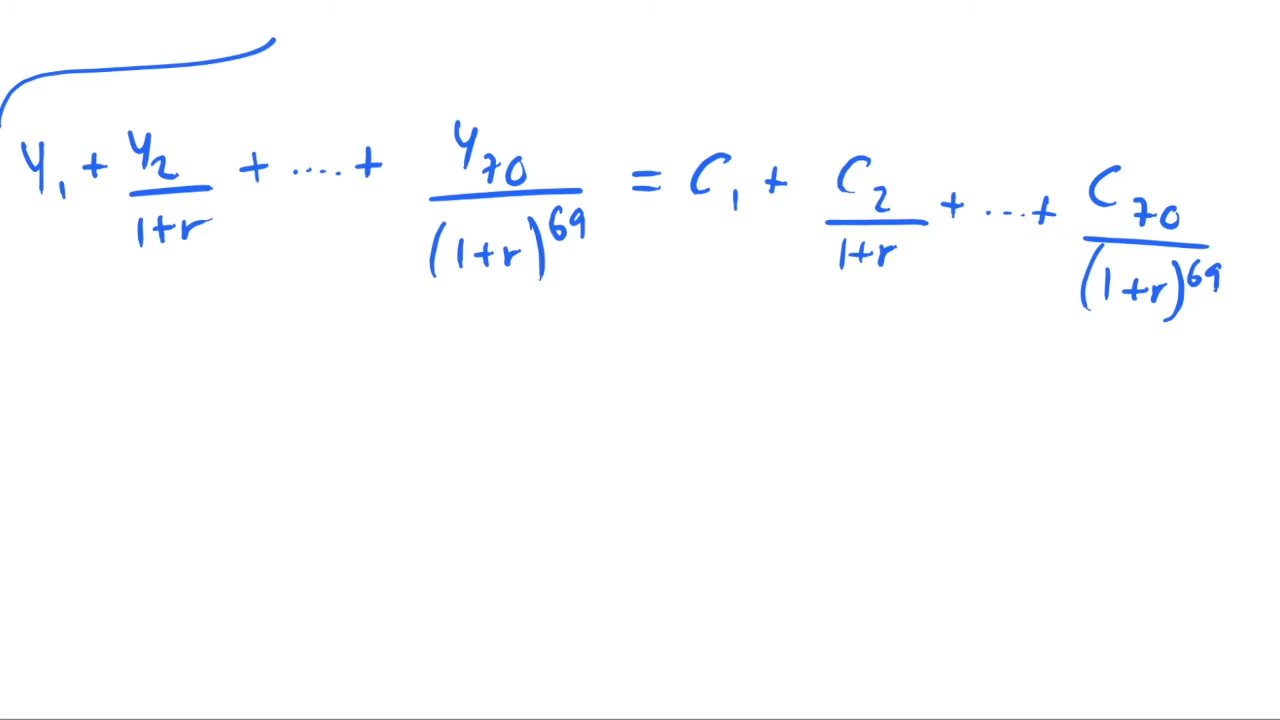 y₁ + y₂/(1+r) + .... + y₇₀/(1+r)⁶⁹ = C₁ + C₂/(1+r) + ... + C₇₀/(1+r)⁶⁹